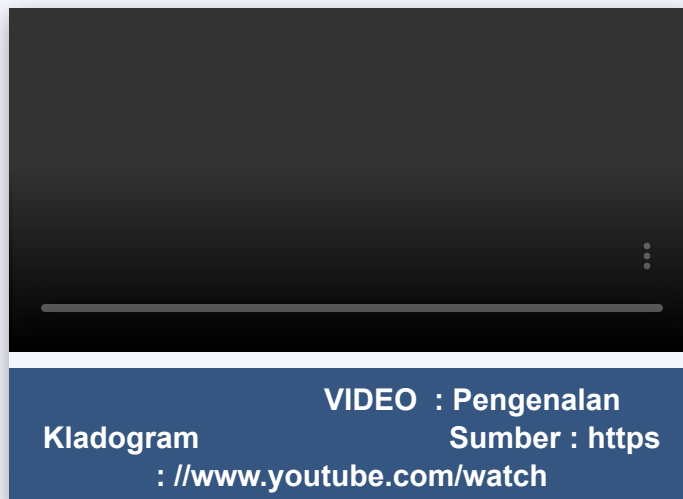 VIDEO : Pengenalan
Kladogram Sumber : https
: //www.youtube.com/watch